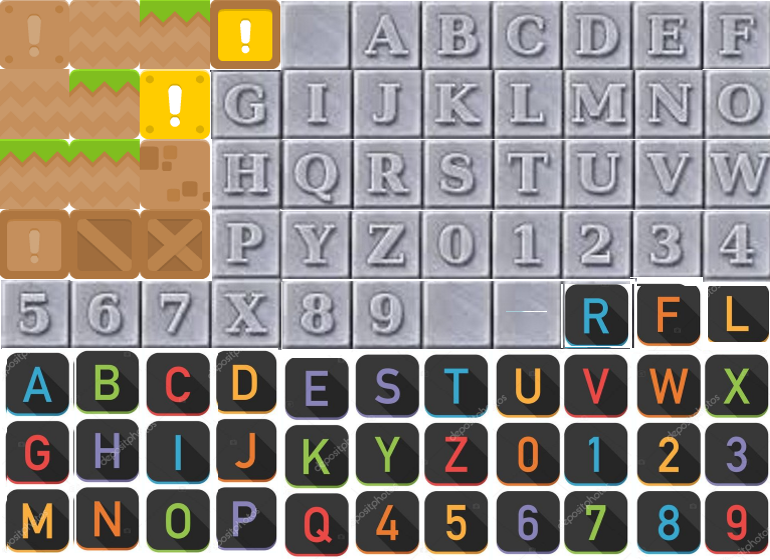 ! ! A B C D E F
! G I J K L M N O
H Q R S T U V W
! P Y Z 0 1 2 3 4
5 6 7 X 8 9 R F L
A B C D E S T U V W X
G H I J K Y Z 0 1 2 3
M N O P Q 4 5 6 7 8 9